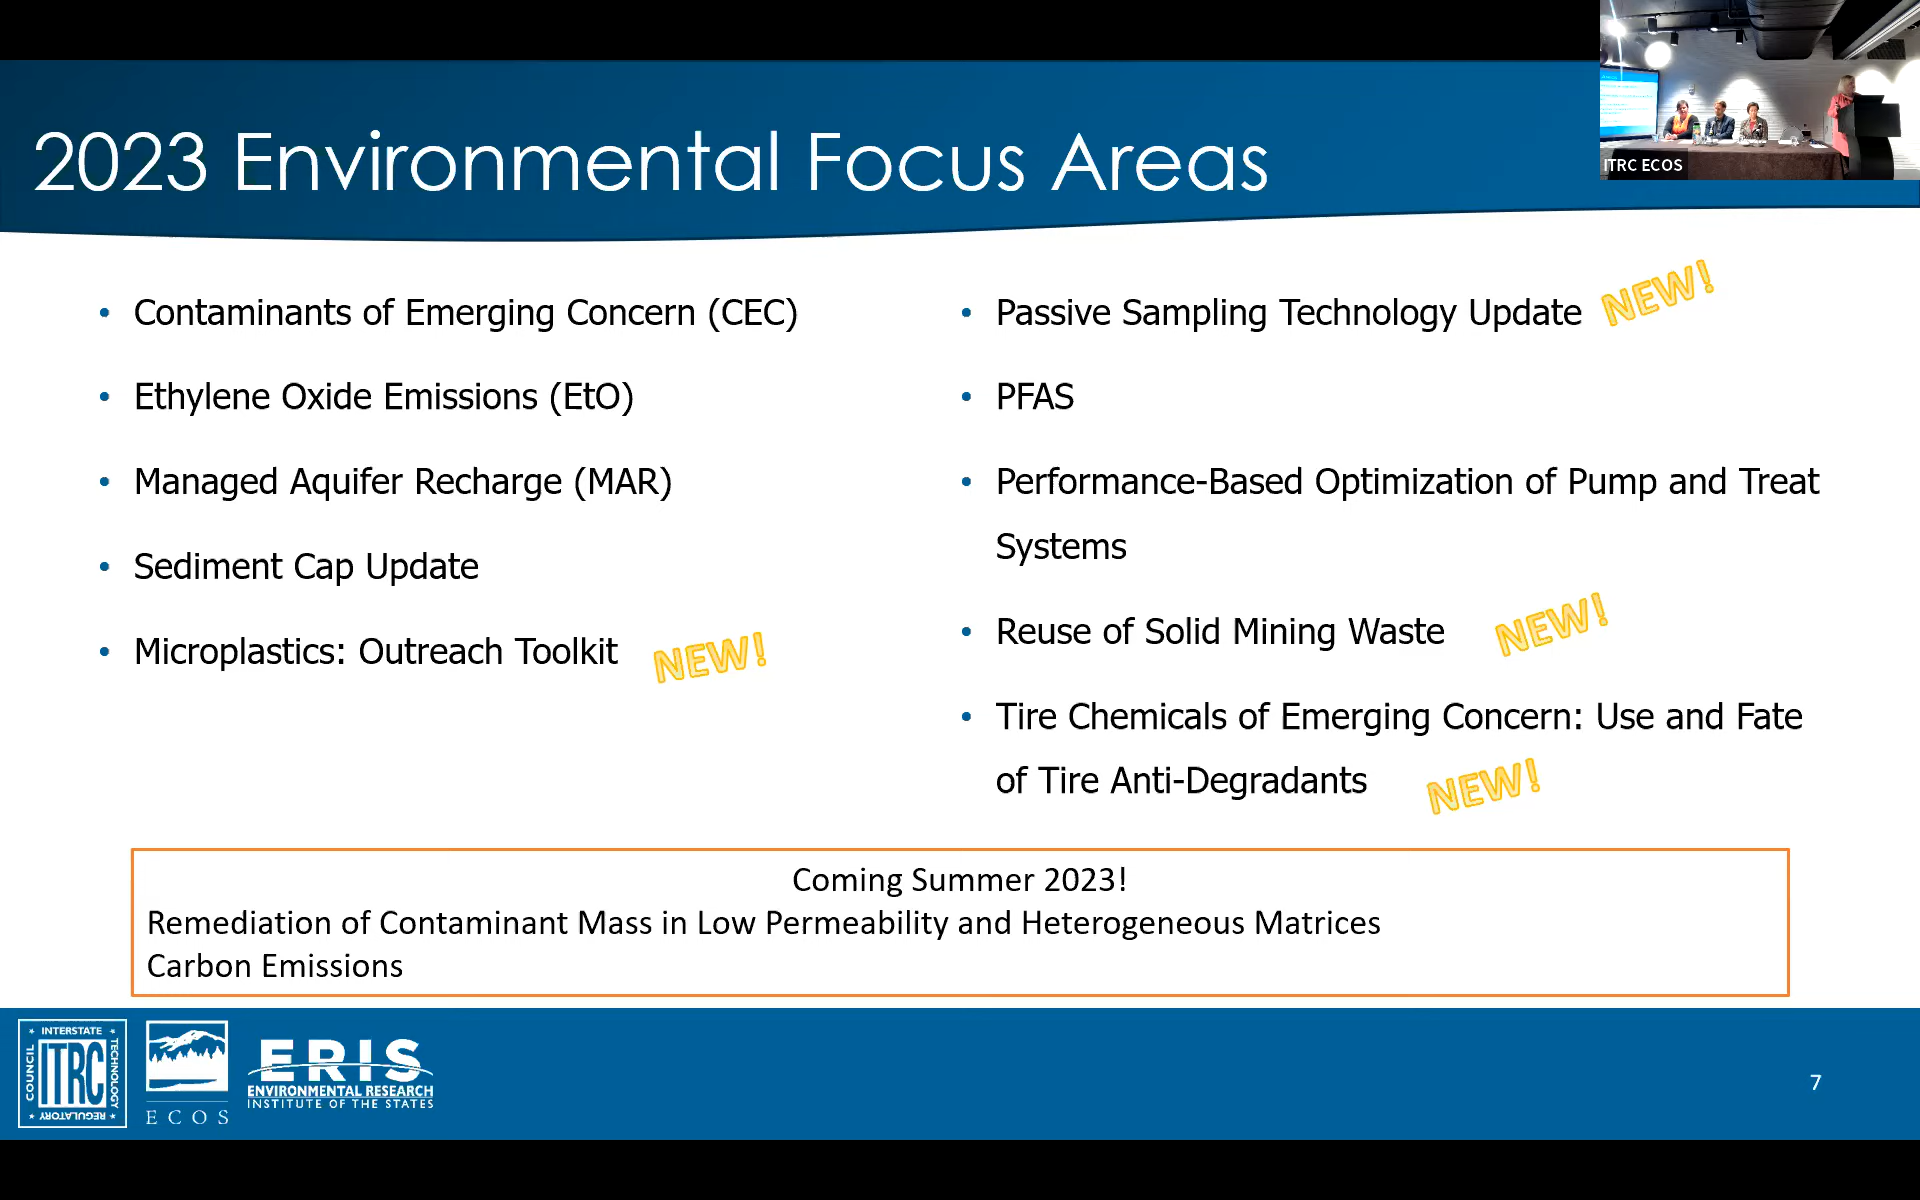 2023 Environmental Focus Areas
ITRC ECOS
• Contaminants of Emerging Concern (CEC)
• Ethylene Oxide Emissions (EtO)
• Managed Aquifer Recharge (MAR)
• Sediment Cap Update
• Microplastics: Outreach Toolkit NEW!
• Passive Sampling Technology Update NEW!
• PFAS
• Performance-Based Optimization of Pump and Treat
Systems
• Reuse of Solid Mining Waste NEW!
• Tire Chemicals of Emerging Concern: Use and Fate
of Tire Anti-Degradants NEW!
Coming Summer 2023!
Remediation of Contaminant Mass in Low Permeability and Heterogeneous Matrices
Carbon Emissions
INTERSTATE
TECHNOLOGY
REGULATORY
COUNCIL
ITRC
ECOS
ERIS
ENVIRONMENTAL RESEARCH
INSTITUTE OF THE STATES
7